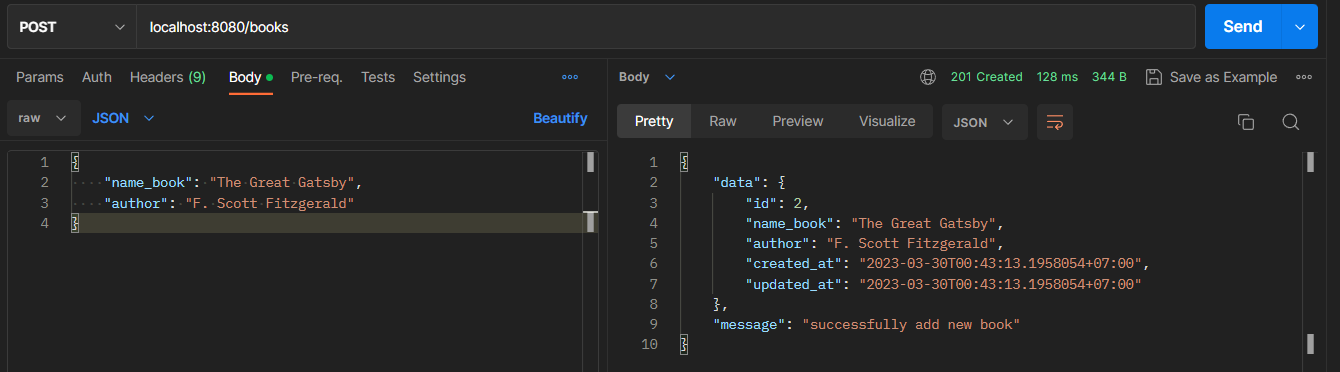 POST localhost:8080/books Send
Params Auth Headers (9) Body Pre-req. Tests Settings
raw JSON Beautify
1 {
2 "name_book": "The Great Gatsby",
3 "author": "F. Scott Fitzgerald"
4 }
Body 201 Created 128 ms 344 B Save as Example
Pretty Raw Preview Visualize JSON
1 {
2 "data": {
3 "id": 2,
4 "name_book": "The Great Gatsby",
5 "author": "F. Scott Fitzgerald",
6 "created_at": "2023-03-30T00:43:13.1958054+07:00",
7 "updated_at": "2023-03-30T00:43:13.1958054+07:00"
8 },
9 "message": "successfully add new book"
10 }